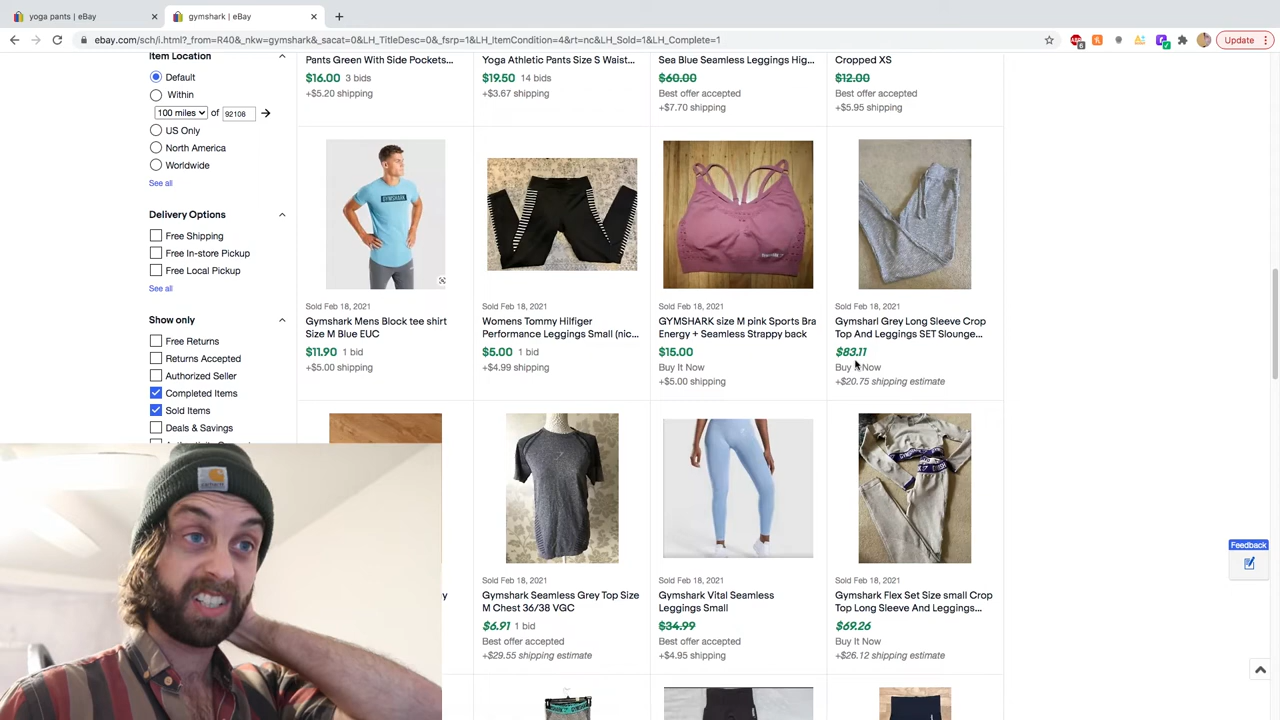 yoga pants | eBay
gymshark | eBay
ebay.com/sch/i.html?_from=R40&_nkw=gymshark&_sacat=0&LH_TitleDesc=0&_fsrp=1&LH_ItemCondition=4&rt=nc&LH_Sold=1&LH_Complete=1
6
Update
Item Location
Default
Within
100 miles of 92108
US Only
North America
Worldwide
See all
Delivery Options
Free Shipping
Free In-store Pickup
Free Local Pickup
See all
Show only
Free Returns
Returns Accepted
Authorized Seller
Completed Items
Sold Items
Deals & Savings
Pants Green With Side Pockets...
$16.00 3 bids
+$5.20 shipping
Yoga Athletic Pants Size S Waist...
$19.50 14 bids
+$3.67 shipping
Sea Blue Seamless Leggings Hig...
$60.00
Best offer accepted
+$7.70 shipping
Cropped XS
$12.00
Best offer accepted
+$5.95 shipping
GYMSHARK
Sold Feb 18, 2021
Gymshark Mens Block tee shirt
Size M Blue EUC
$11.90 1 bid
+$5.00 shipping
Sold Feb 18, 2021
Womens Tommy Hilfiger
Performance Leggings Small (nic...
$5.00 1 bid
+$4.99 shipping
Sold Feb 18, 2021
GYMSHARK size M pink Sports Bra
Energy + Seamless Strappy back
$15.00
Buy It Now
+$5.00 shipping
Sold Feb 18, 2021
Gymsharl Grey Long Sleeve Crop
Top And Leggings SET Slounge...
$83.11
Buy It Now
+$20.75 shipping estimate
Sold Feb 18, 2021
Gymshark Seamless Grey Top Size
M Chest 36/38 VGC
$6.91 1 bid
Best offer accepted
+$29.55 shipping estimate
Sold Feb 18, 2021
Gymshark Vital Seamless
Leggings Small
$34.99
Best offer accepted
+$4.95 shipping
Sold Feb 18, 2021
Gymshark Flex Set Size small Crop
Top Long Sleeve And Leggings...
$69.26
Buy It Now
+$26.12 shipping estimate
Feedback
carhartt